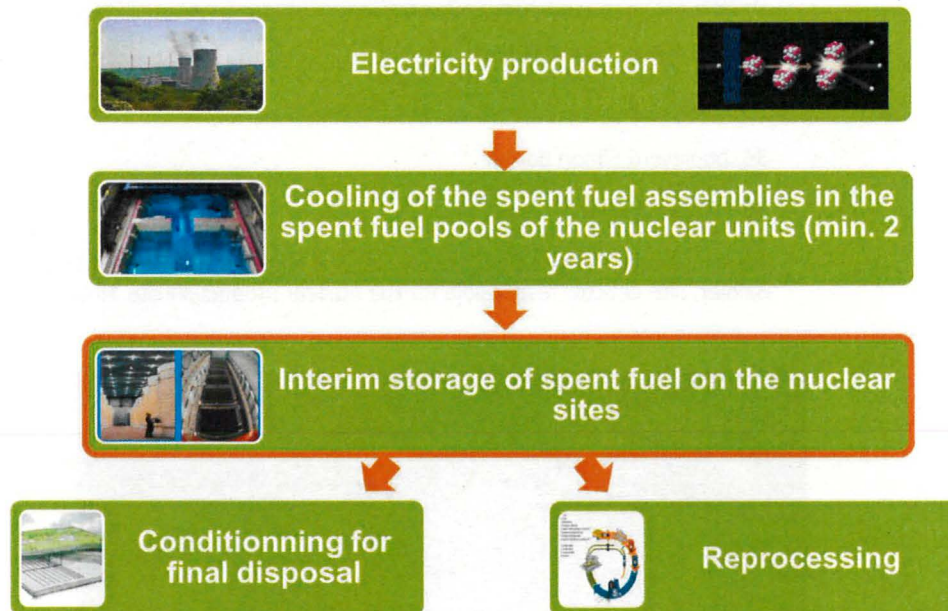 Electricity production
Cooling of the spent fuel assemblies in the
spent fuel pools of the nuclear units (min. 2
years)
Interim storage of spent fuel on the nuclear
sites
Conditionning for
final disposal
Reprocessing